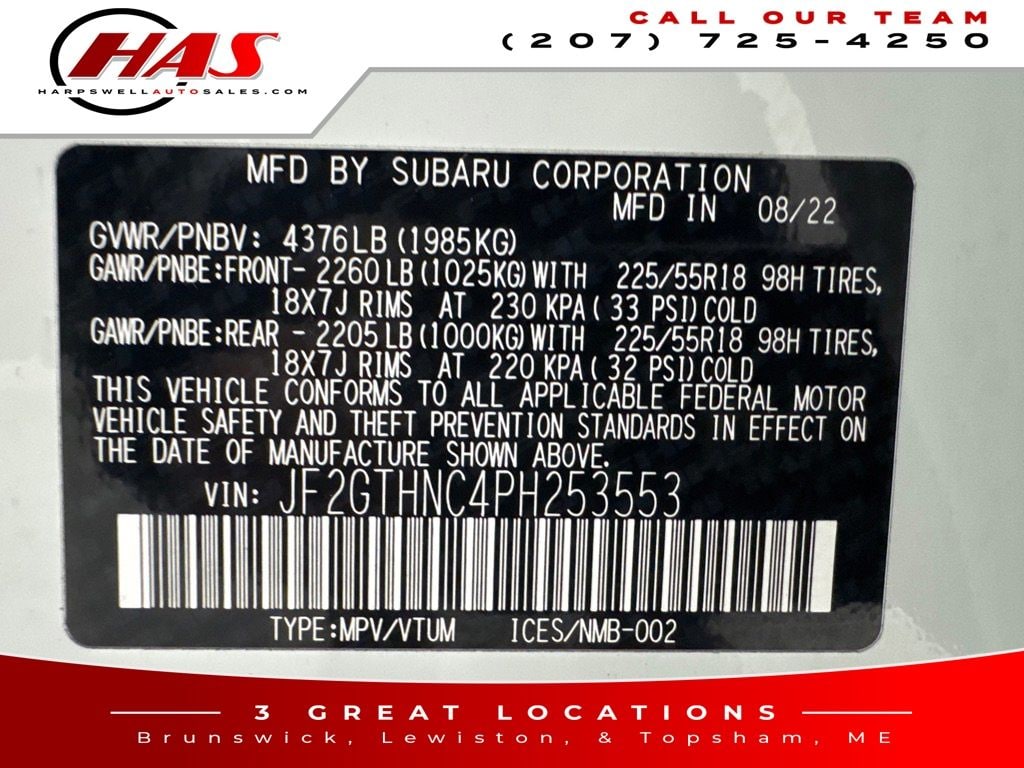 HAS
HARPSWELLAUTOSALES.COM
CALL OUR TEAM
(207) 725-4250
MFD BY SUBARU CORPORATION
MFD IN 08/22
GVWR/PNBV: 4376LB (1985KG)
GAWR/PNBE:FRONT- 2260LB (1025KG) WITH 225/55R18 98H TIRES,
18X7J RIMS AT 230 KPA ( 33 PSI) COLD
GAWR/PNBE:REAR - 2205LB (1000KG) WITH 225/55R18 98H TIRES,
18X7J RIMS AT 220 KPA ( 32 PSI) COLD
THIS VEHICLE CONFORMS TO ALL APPLICABLE FEDERAL MOTOR
VEHICLE SAFETY AND THEFT PREVENTION STANDARDS IN EFFECT ON
THE DATE OF MANUFACTURE SHOWN ABOVE.
VIN: JF2GTHNC4PH253553
TYPE:MPV/VTUM ICES/NMB-002
3 GREAT LOCATIONS
Brunswick, Lewiston, & Topsham, ME